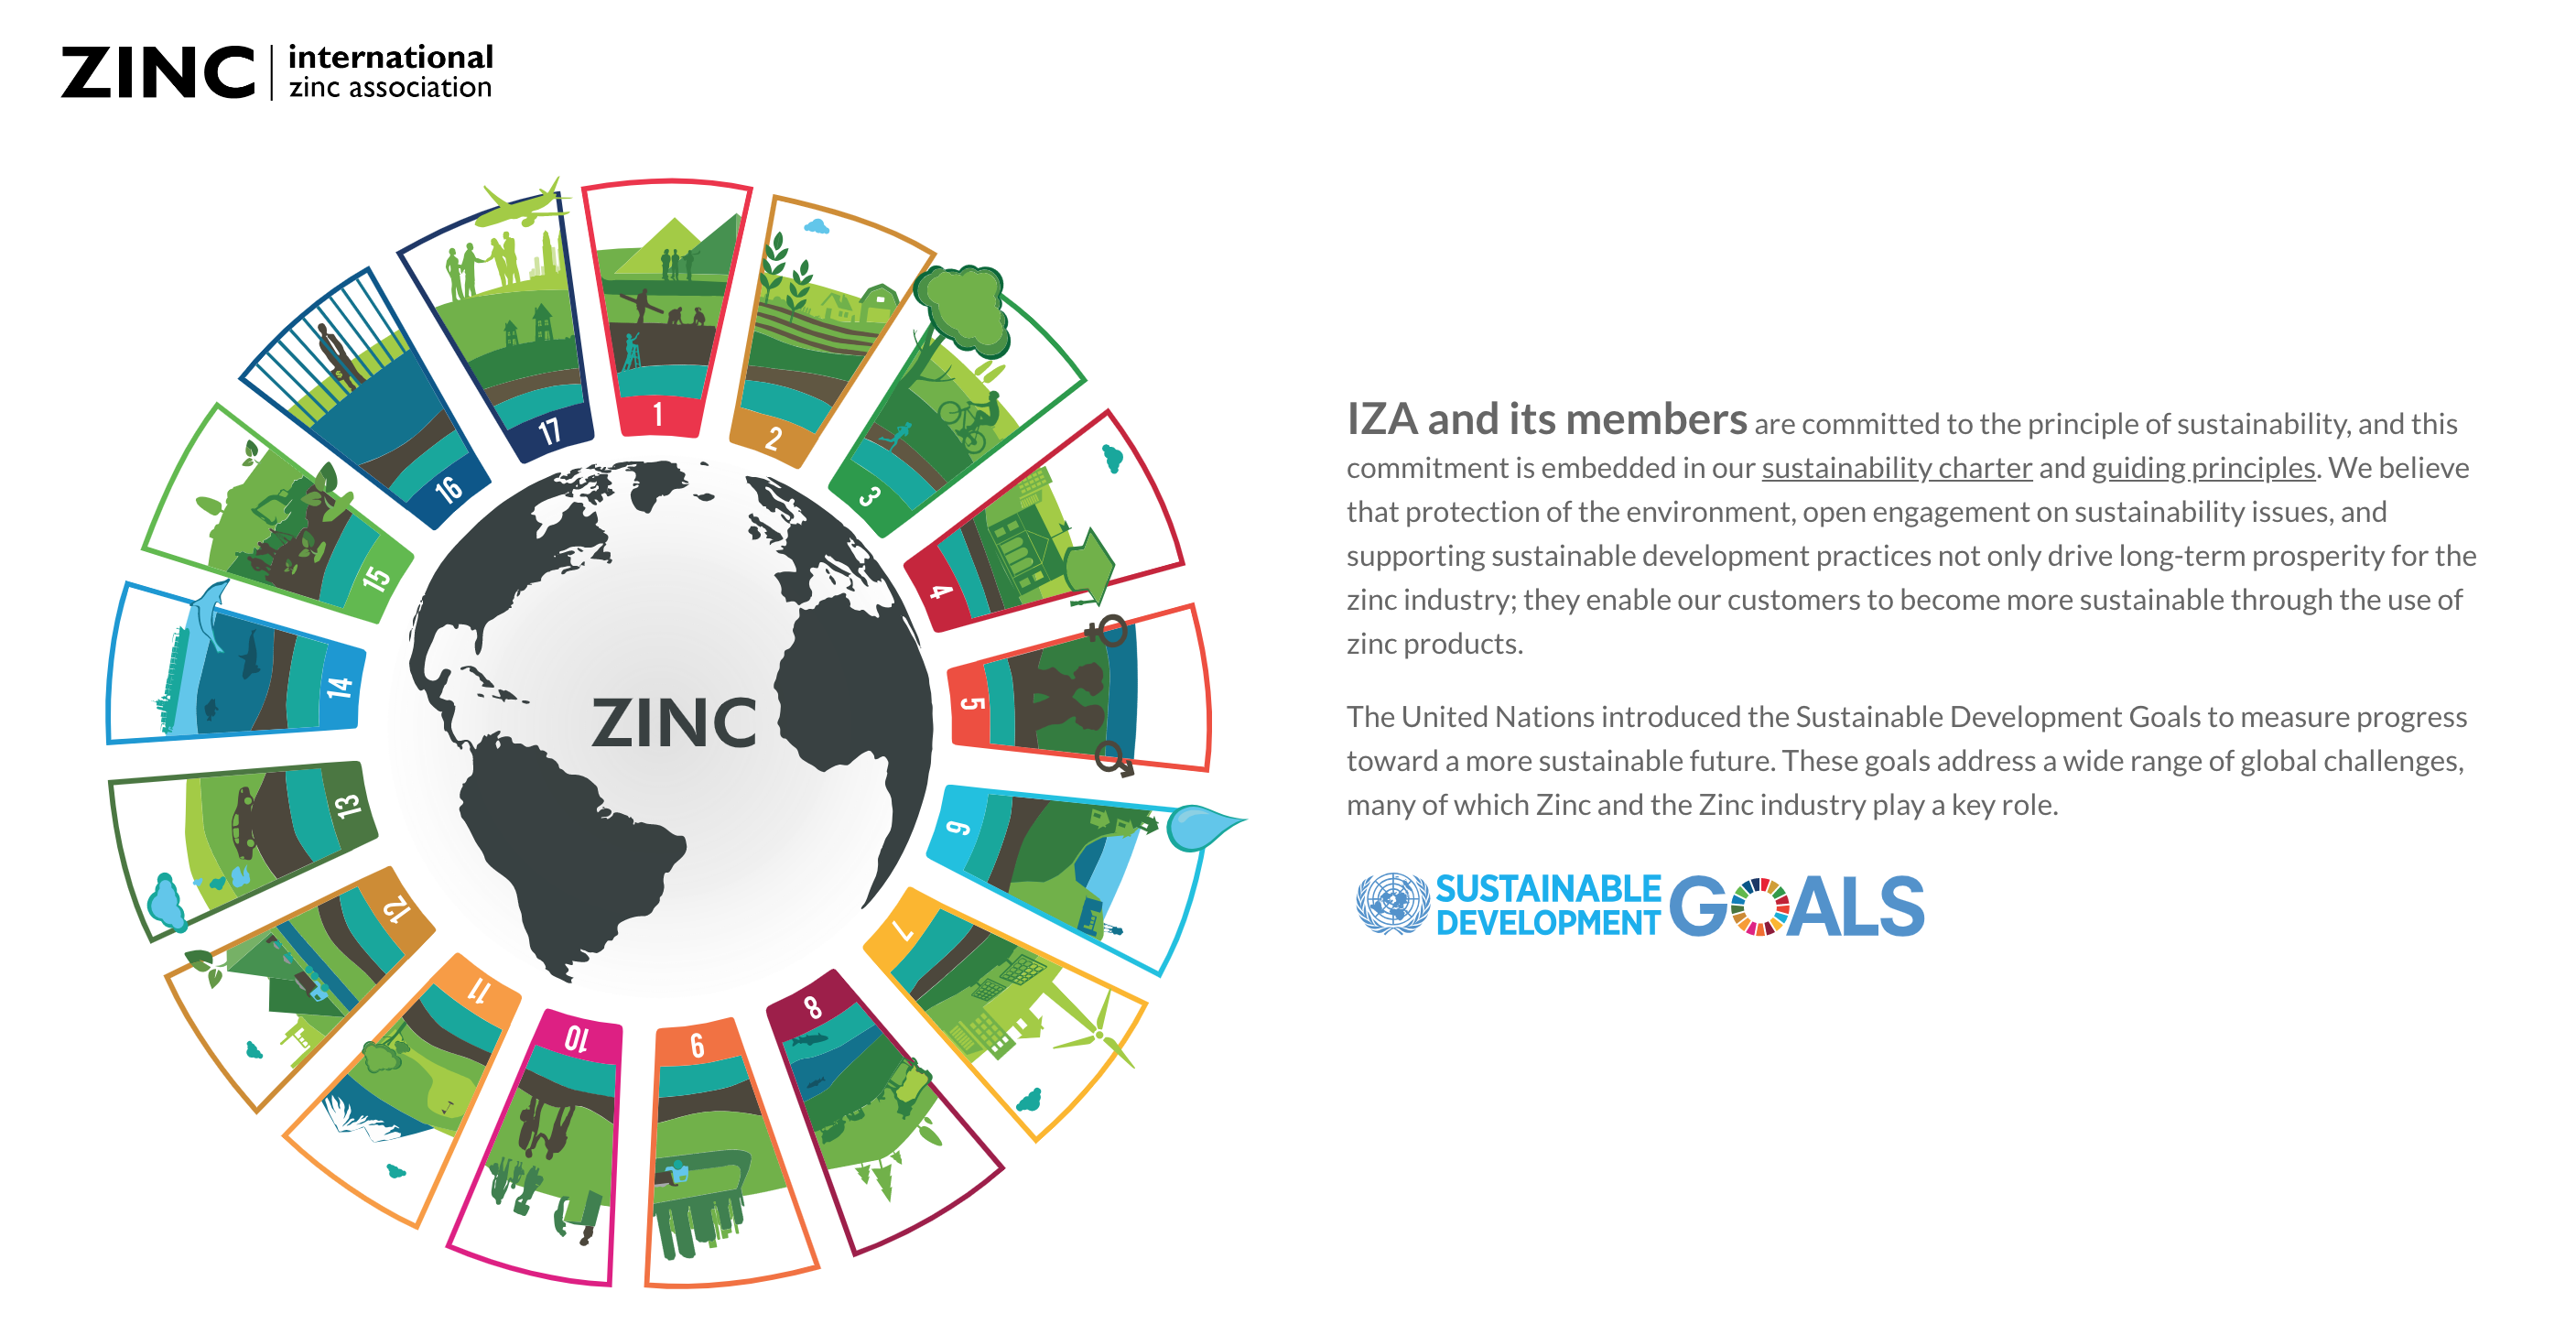 ZINC
international
zinc association
1
2
3
4
5
6
7
8
9
10
11
12
13
14
15
16
17
ZINC
IZA and its members are committed to the principle of sustainability, and this
commitment is embedded in our sustainability charter and guiding principles. We believe
that protection of the environment, open engagement on sustainability issues, and
supporting sustainable development practices not only drive long-term prosperity for the
zinc industry; they enable our customers to become more sustainable through the use of
zinc products.
The United Nations introduced the Sustainable Development Goals to measure progress
toward a more sustainable future. These goals address a wide range of global challenges,
many of which Zinc and the Zinc industry play a key role.
SUSTAINABLE
DEVELOPMENT
GOALS